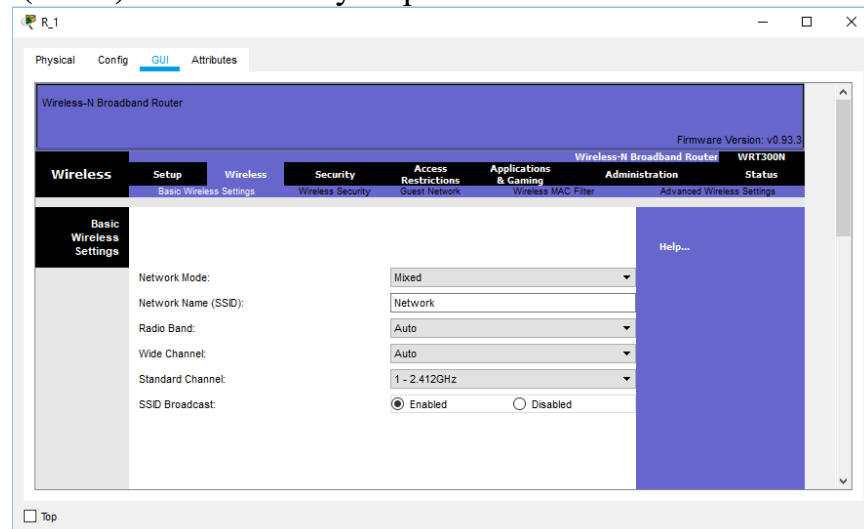 R_1
Physical Config GUI Attributes
Wireless-N Broadband Router
Firmware Version: v0.93.3
Wireless-N Broadband Router WRT300N
Wireless Setup Wireless Security Access Restrictions Applications & Gaming Administration Status
Basic Wireless Settings Wireless Security Guest Network Wireless MAC Filter Advanced Wireless Settings
Basic
Wireless
Settings
Help...
Network Mode: Mixed
Network Name (SSID): Network
Radio Band: Auto
Wide Channel: Auto
Standard Channel: 1 - 2.412GHz
SSID Broadcast: Enabled Disabled
Top